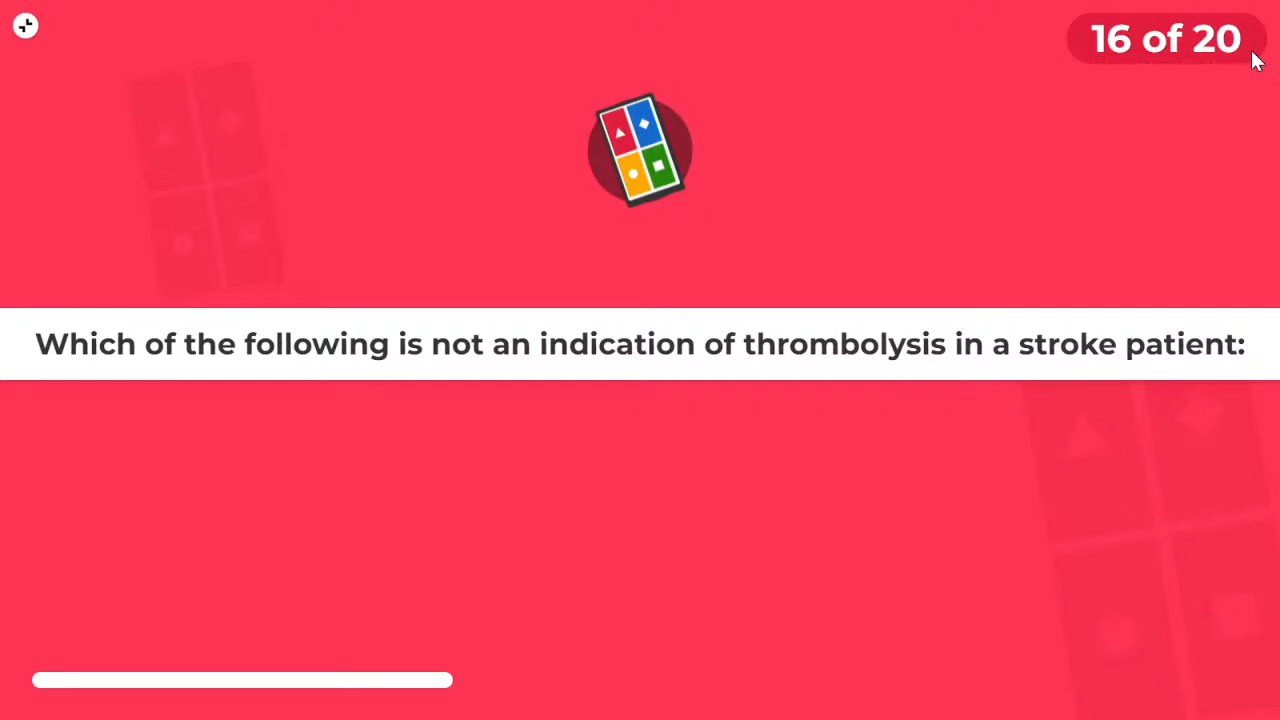 16 of 20
Which of the following is not an indication of thrombolysis in a stroke patient: